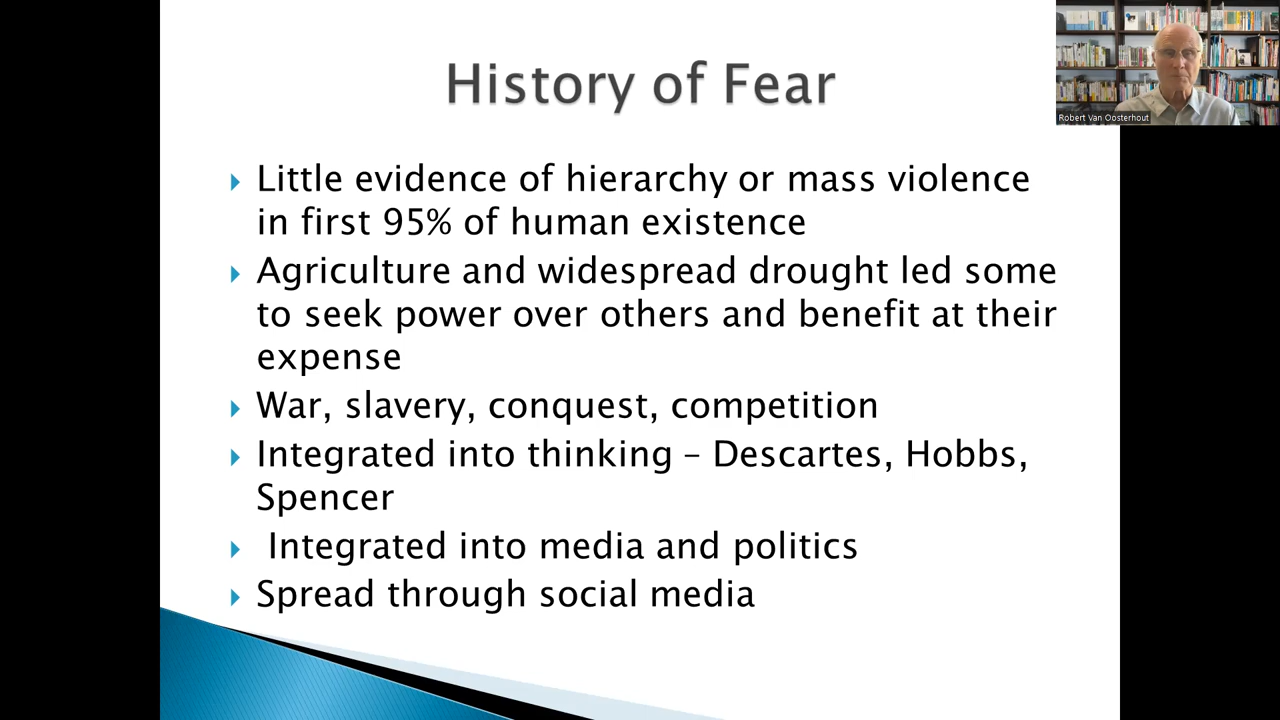 History of Fear
Robert Van Oosterhout
Little evidence of hierarchy or mass violence
in first 95% of human existence
Agriculture and widespread drought led some
to seek power over others and benefit at their
expense
War, slavery, conquest, competition
Integrated into thinking – Descartes, Hobbs,
Spencer
Integrated into media and politics
Spread through social media